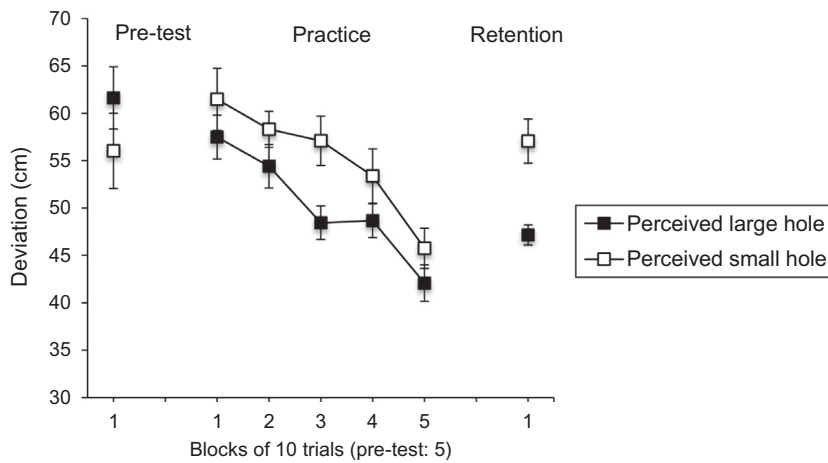 70
Pre-test Practice Retention
65
60
55
50
45
40
35
30
Deviation (cm)
Perceived large hole
Perceived small hole
1 1 2 3 4 5 1
Blocks of 10 trials (pre-test: 5)